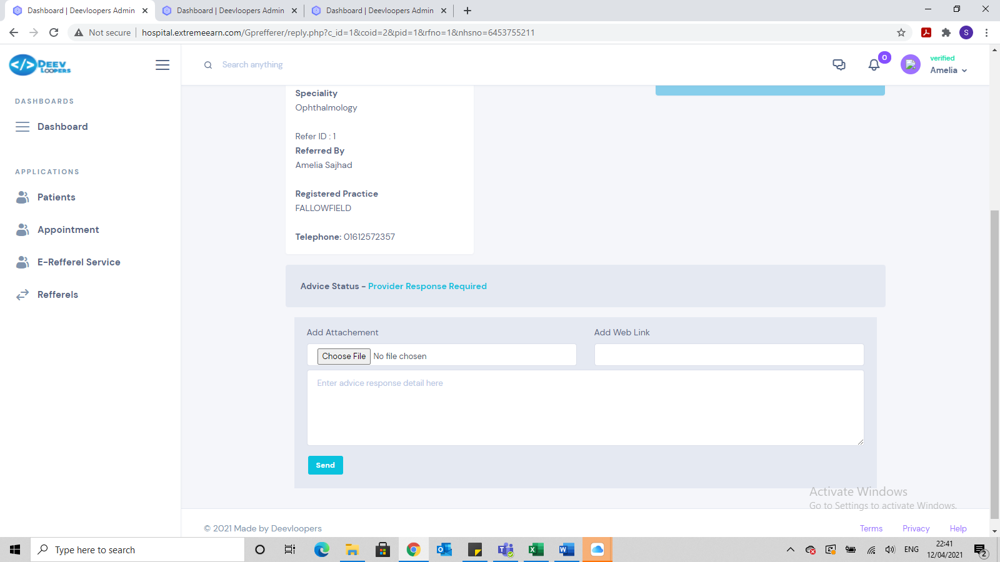 Dashboard | Deevloopers Admin
Dashboard | Deevloopers Admin
Dashboard | Deevloopers Admin
Not secure
hospital.extremeearn.com/Gprefferer/reply.php?c_id=1&coid=2&pid=1&rfno=1&nhsno=6453755211
S
DEEV
LOOPERS
Search anything
0
verified
Amelia
DASHBOARDS
Dashboard
APPLICATIONS
Patients
Appointment
E-Refferel Service
Refferels
Speciality
Ophthalmology
Refer ID : 1
Referred By
Amelia Sajhad
Registered Practice
FALLOWFIELD
Telephone: 01612572357
Advice Status - Provider Response Required
Add Attachement
Add Web Link
Choose File No file chosen
Enter advice response detail here
Send
Activate Windows
Go to Settings to activate Windows.
© 2021 Made by Deevloopers
Terms
Privacy
Help
Type here to search
ENG
22:41
12/04/2021
2